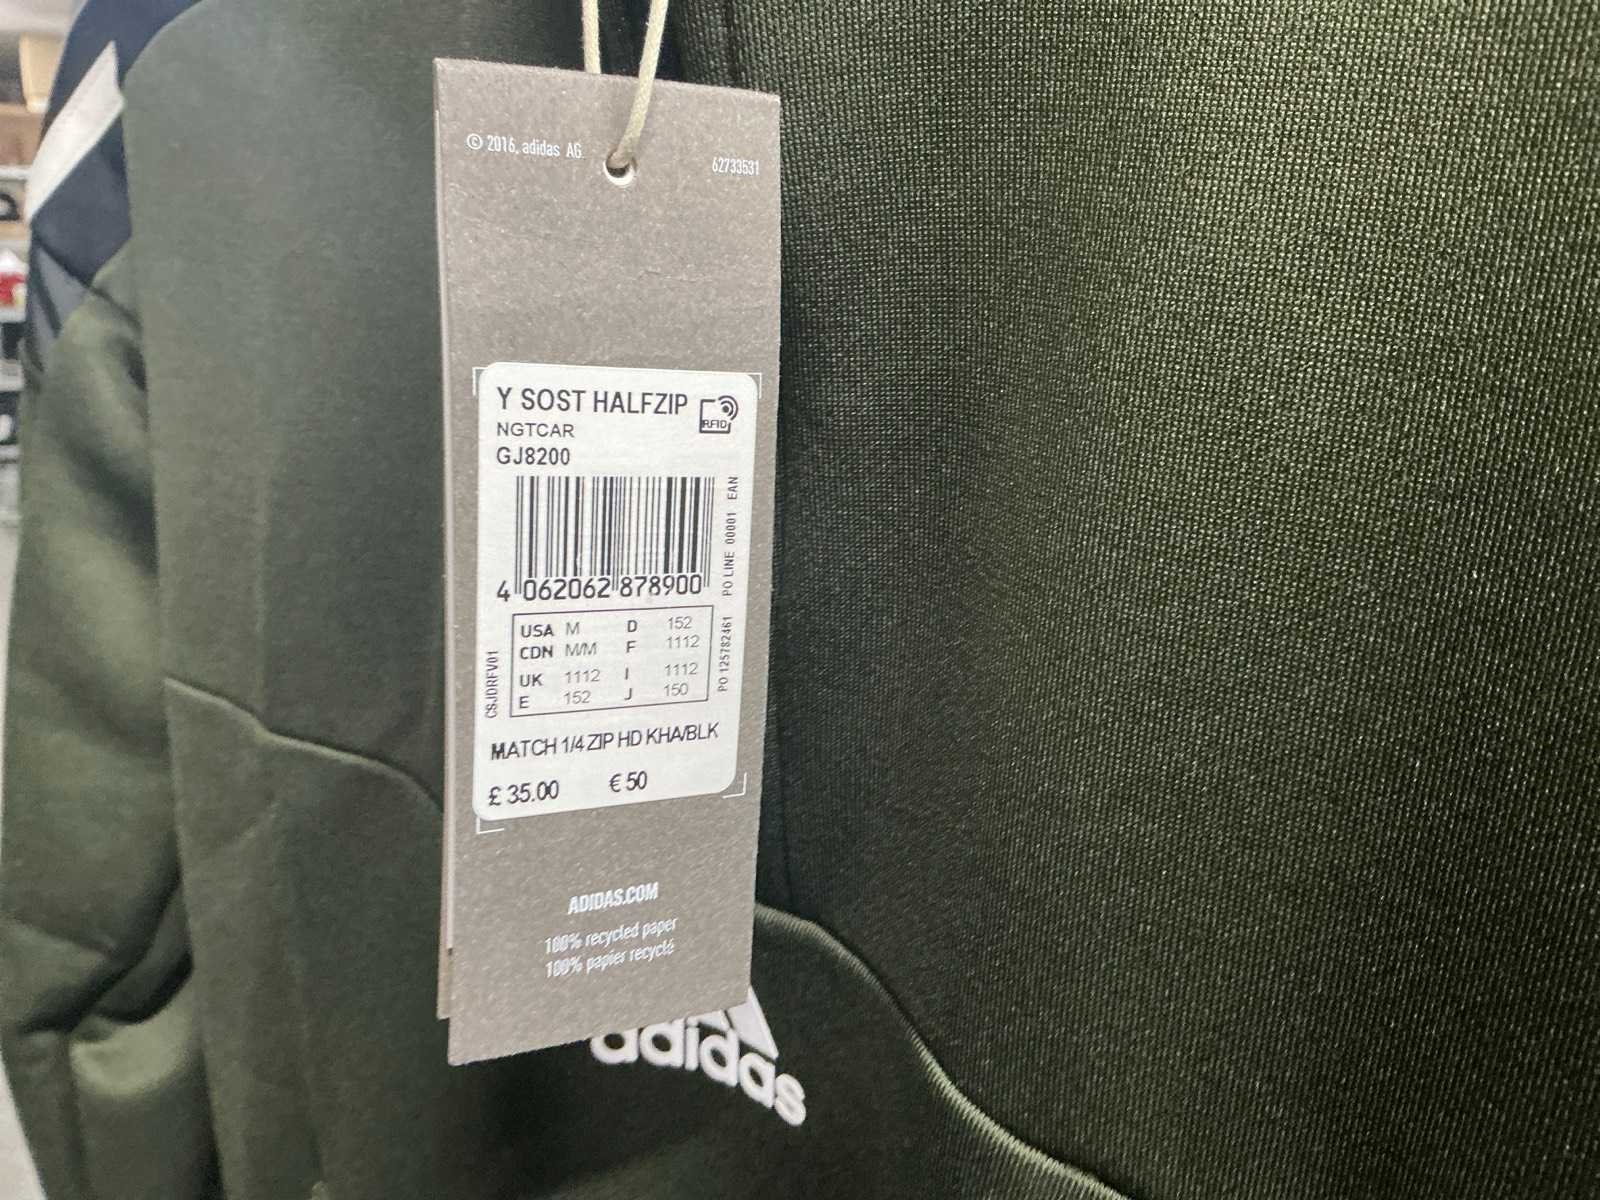 © 2016, adidas AG
62733531
Y SOST HALFZIP
RFID
NGTCAR
GJ8200
4 062062 878900
PO LINE 00001 EAN
PO 125782461
CSJDRFV01
USA M D 152
CDN M/M F 1112
UK 1112 I 1112
E 152 J 150
MATCH 1/4 ZIP HD KHA/BLK
£ 35.00 € 50
ADIDAS.COM
100% recycled paper
100% papier recyclé
adidas